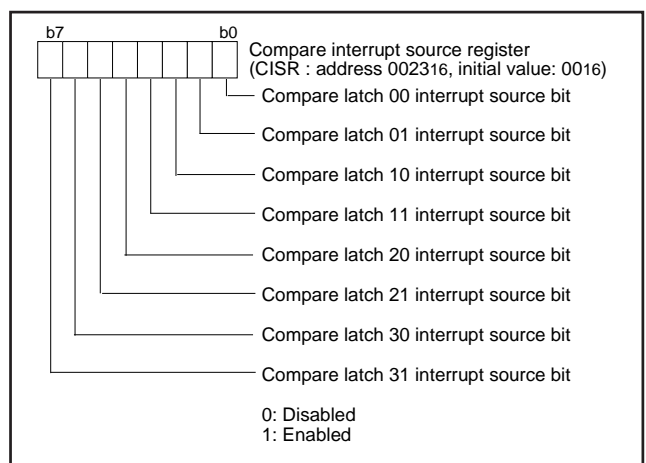 b7 b0
Compare interrupt source register
(CISR : address 002316, initial value: 0016)
Compare latch 00 interrupt source bit
Compare latch 01 interrupt source bit
Compare latch 10 interrupt source bit
Compare latch 11 interrupt source bit
Compare latch 20 interrupt source bit
Compare latch 21 interrupt source bit
Compare latch 30 interrupt source bit
Compare latch 31 interrupt source bit
0: Disabled
1: Enabled